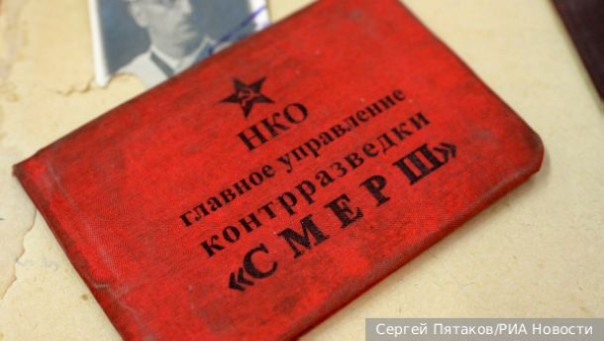 НКО
главное управление
контрразведки
«СМЕРШ»
Сергей Пятаков/РИА Новости